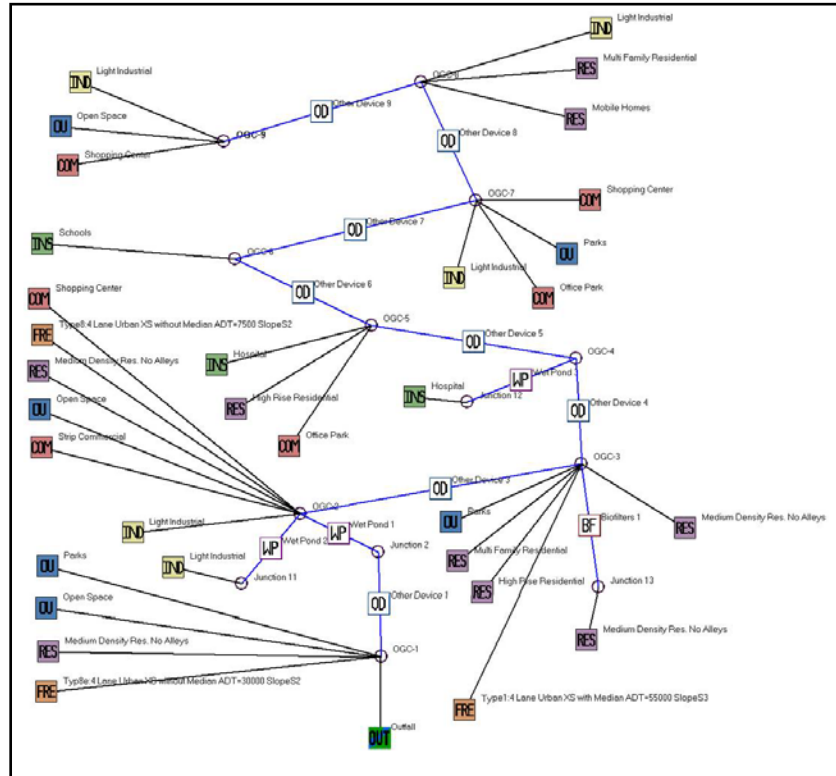 Light Industrial
IND
Light Industrial
IND
Multi Family Residential
RES
Open Space
OU
Other Device 9
OD
Mobile Homes
RES
Shopping Center
COM
OGC-9
Other Device 8
OD
OGC-7
Shopping Center
COM
Schools
INS
Other Device 7
OD
Parks
OU
Light Industrial
IND
Office Park
COM
Other Device 6
OD
Shopping Center
COM
Type8:4 Lane Urban XS without Median ADT=7500 SlopeS2
FRE
OGC-5
Other Device 5
OD
OGC-4
Medium Density Res. No Alleys
RES
Hospital
INS
Wet Pond
WP
Hospital
INS
Junction 12
Open Space
OU
High Rise Residential
RES
Other Device 4
OD
Strip Commercial
COM
Office Park
COM
OGC-3
Other Device 3
OD
OGC-2
Parks
OU
Biofilters 1
BF
Medium Density Res. No Alleys
RES
Light Industrial
IND
Wet Pond 1
WP
Wet Pond 2
WP
Junction 2
Multi Family Residential
RES
Light Industrial
IND
Junction 11
High Rise Residential
RES
Junction 13
Parks
OU
Other Device 1
OD
Open Space
OU
Medium Density Res. No Alleys
RES
Medium Density Res. No Alleys
RES
OGC-1
Type8e:4 Lane Urban XS without Median ADT=30000 SlopeS2
FRE
Type1:4 Lane Urban XS with Median ADT=55000 SlopeS3
FRE
Outfall
OUT